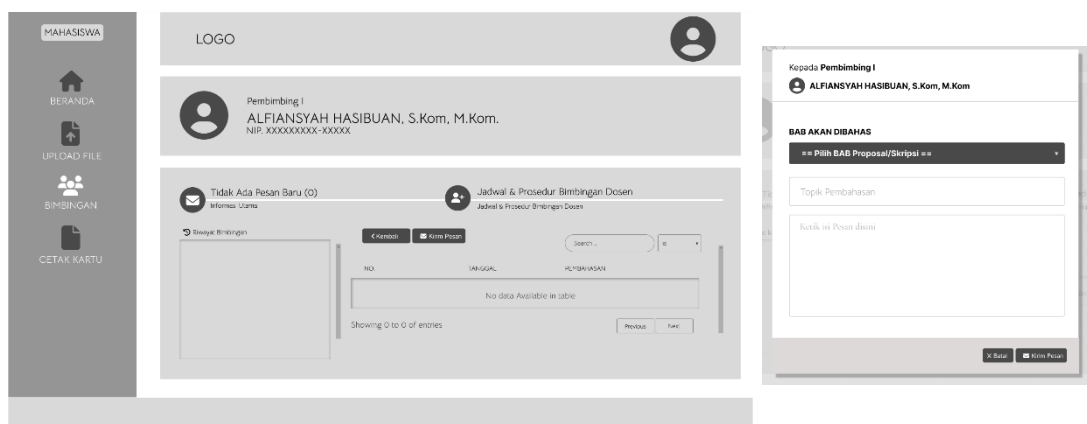 MAHASISWA
BERANDA
UPLOAD FILE
BIMBINGAN
CETAK KARTU
LOGO
Pembimbing I
ALFIANSYAH HASIBUAN, S.Kom, M.Kom.
NIP. XXXXXXXXX-XXXXX
Tidak Ada Pesan Baru (0)
Informasi Utama
Jadwal & Prosedur Bimbingan Dosen
Jadwal & Prosedur Bimbingan Dosen
Riwayat Bimbingan
Kembali
Kirim Pesan
Search ...
NO.
TANGGAL
PEMBAHASAN
No data Available in table
Showing 0 to 0 of entries
Previous
Next
Kepada Pembimbing I
ALFIANSYAH HASIBUAN, S.Kom, M.Kom
BAB AKAN DIBAHAS
== Pilih BAB Proposal/Skripsi ==
Topik Pembahasan
Ketik isi Pesan disini
X Batal
Kirim Pesan